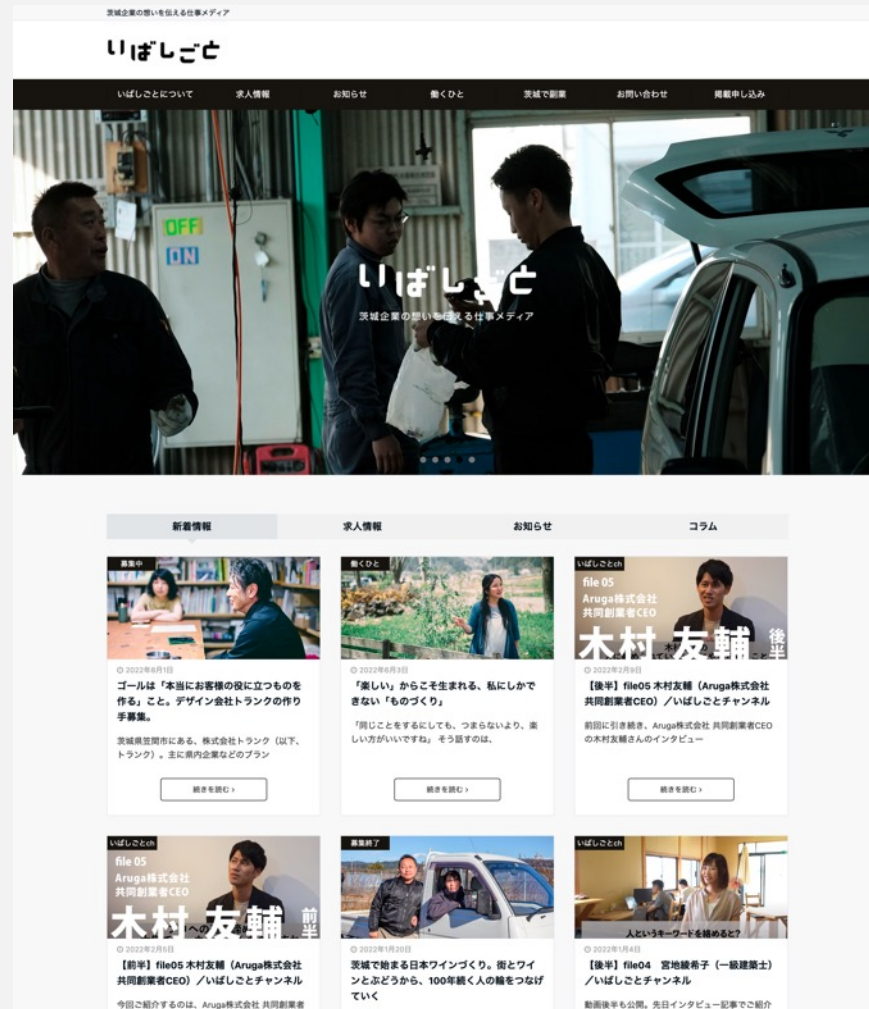 茨城企業の想いを伝える仕事メディア
いばしごと
いばしごとについて 求人情報 お知らせ 働くひと 茨城で副業 お問い合わせ 掲載申し込み
OFF
ON
いばしごと
茨城企業の想いを伝える仕事メディア
新着情報 求人情報 お知らせ コラム
募集中
2022年6月1日
ゴールは「本当にお客様の役に立つものを
作る」こと。デザイン会社トランクの作り
手募集。
茨城県笠間市にある、株式会社トランク（以下、
トランク）。主に県内企業などのブラン
続きを読む ›
働くひと
2022年6月3日
「楽しい」からこそ生まれる、私にしかで
きない「ものづくり」
「同じことをするにしても、つまらないより、楽
しい方がいいですね」 そう話すのは、
続きを読む ›
いばしごとch
file 05
Aruga株式会社
共同創業者CEO
木村 友輔 後半
2022年2月9日
【後半】file05 木村友輔（Aruga株式会社
共同創業者CEO）／いばしごとチャンネル
前回に引き続き、Aruga株式会社 共同創業者CEO
の木村友輔さんのインタビュー
続きを読む ›
いばしごとch
file 05
Aruga株式会社
共同創業者CEO
木村 友輔 前半
2022年2月5日
【前半】file05 木村友輔（Aruga株式会社
共同創業者CEO）／いばしごとチャンネル
今回ご紹介するのは、Aruga株式会社 共同創業者
募集終了
2022年1月20日
茨城で始まる日本ワインづくり。街とワイ
ンとぶどうから、100年続く人の輪をつなげ
ていく
いばしごとch
人というキーワードを絡めると?
2022年1月4日
【後半】file04 宮地綾希子（一級建築士）
／いばしごとチャンネル
動画後半も公開。先日インタビュー記事でご紹介